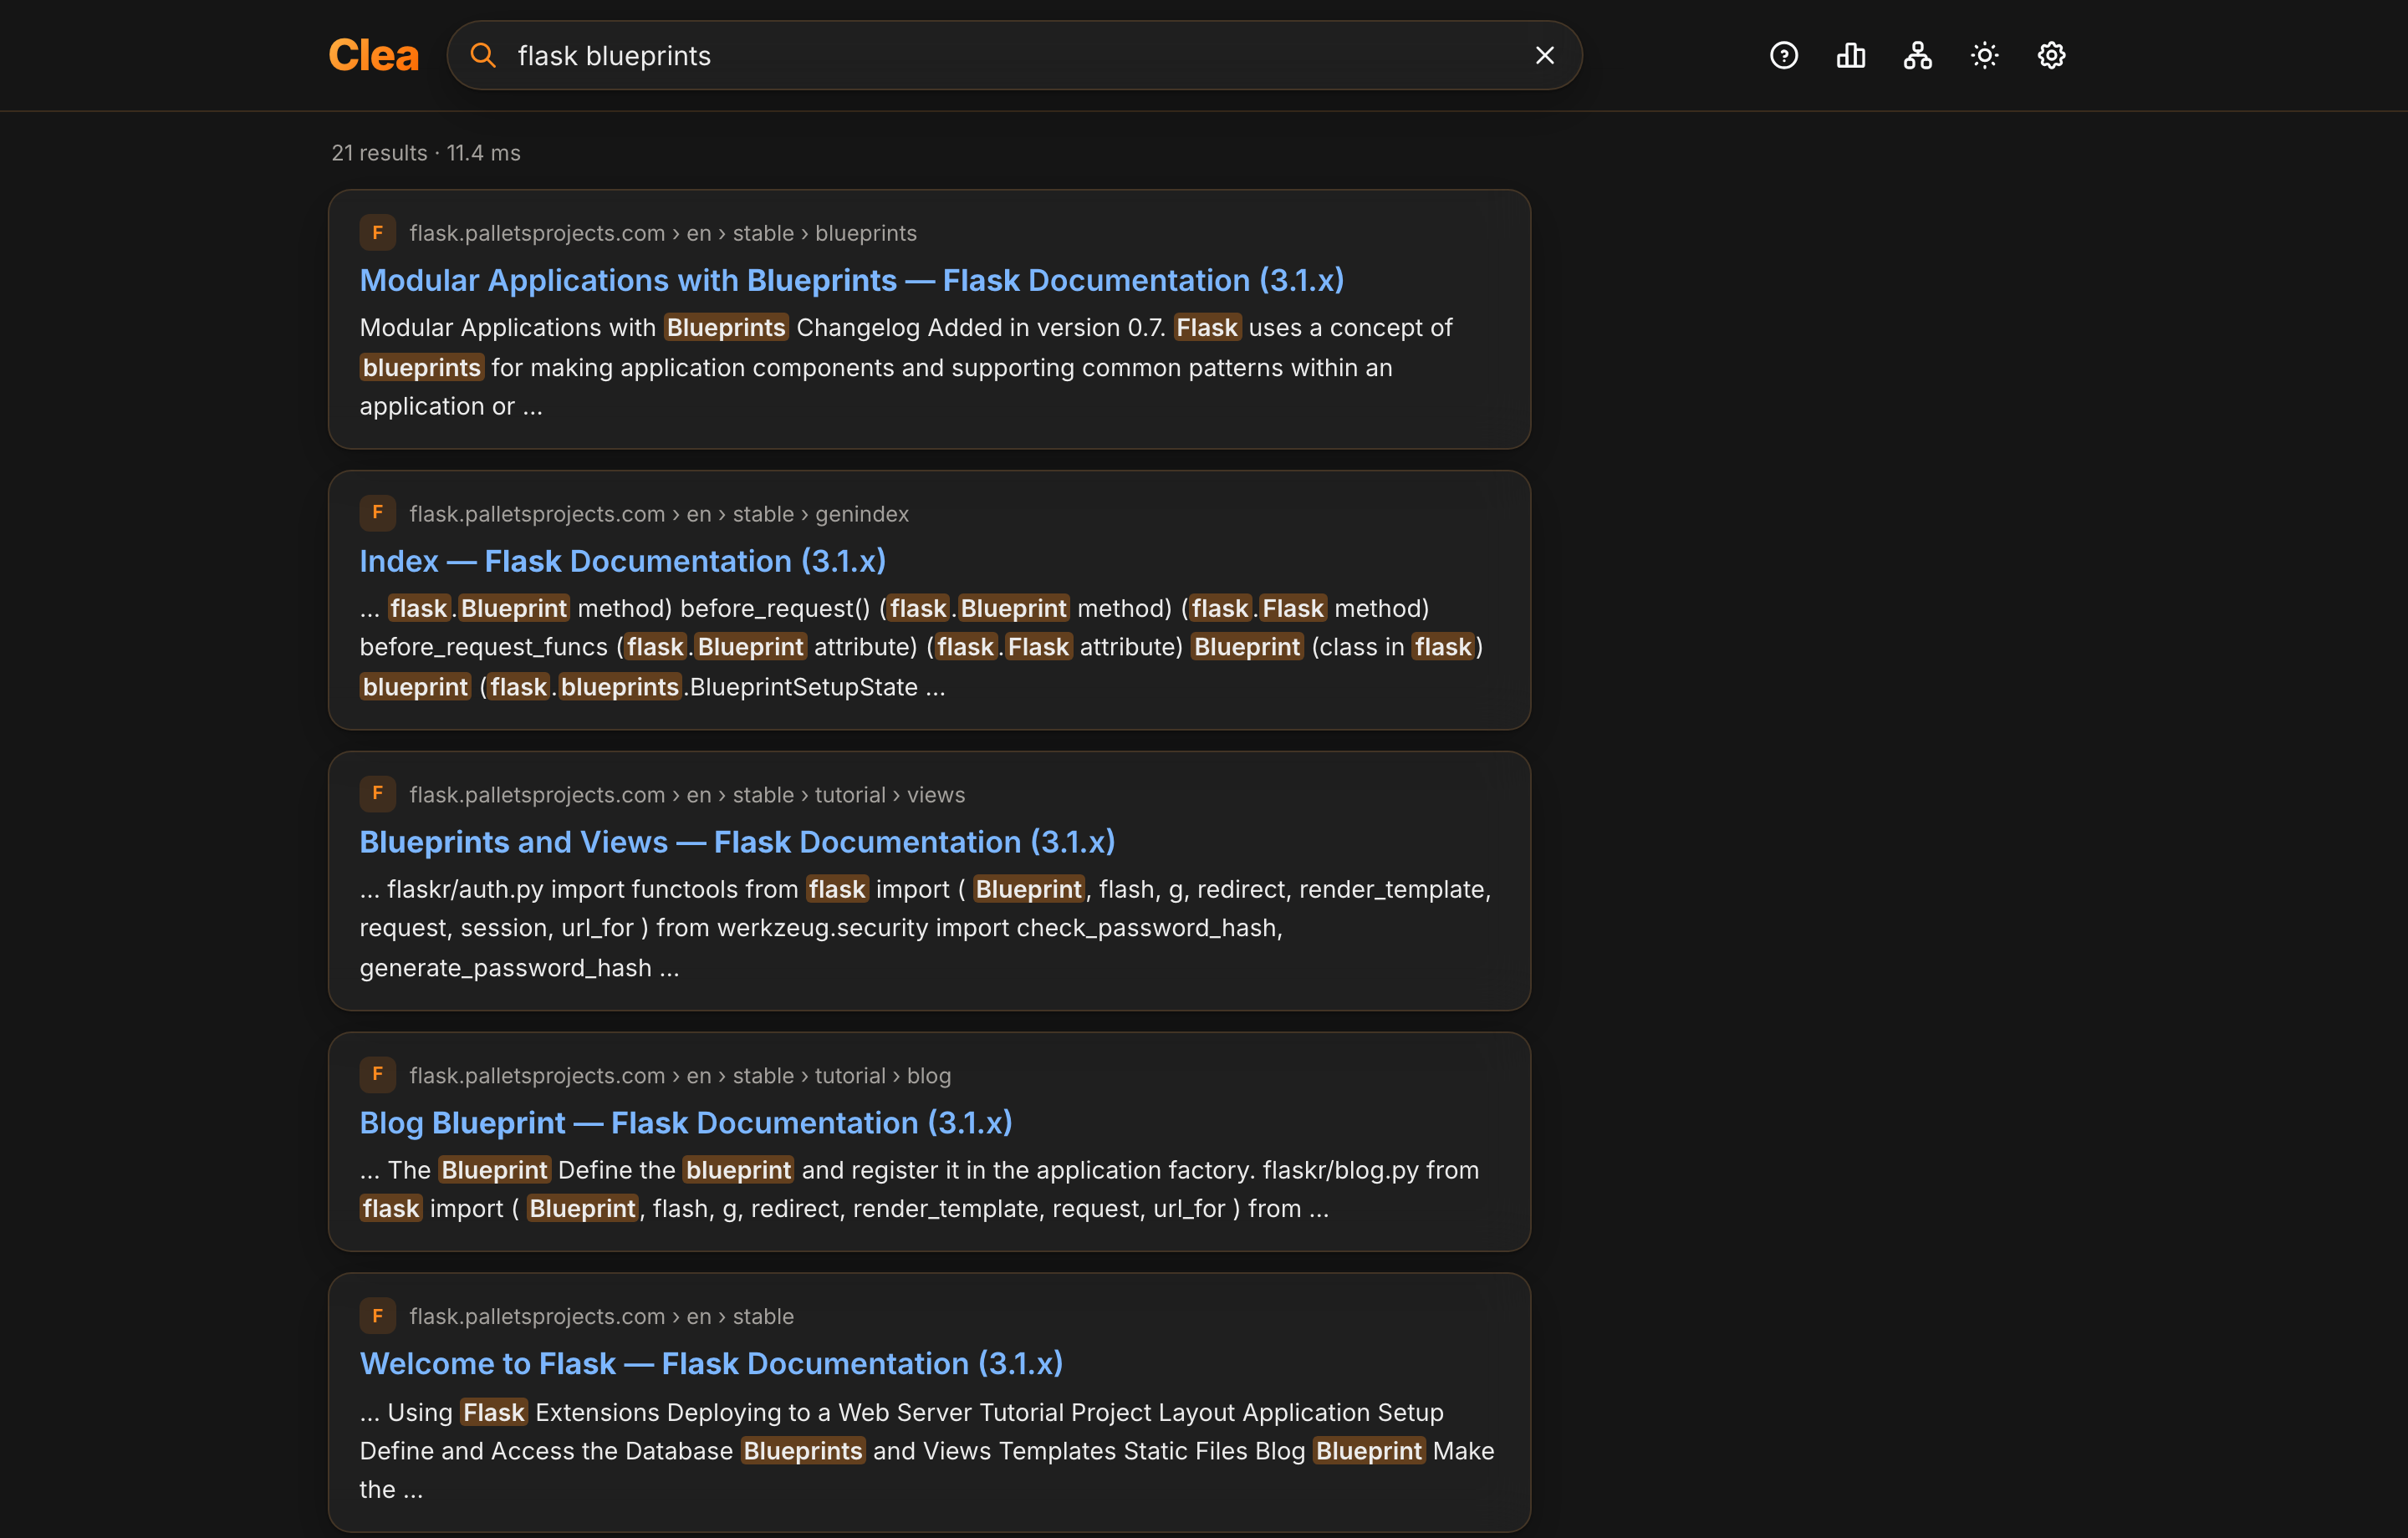 Clea
flask blueprints
21 results · 11.4 ms
F
flask.palletsprojects.com › en › stable › blueprints
Modular Applications with Blueprints — Flask Documentation (3.1.x)
Modular Applications with Blueprints Changelog Added in version 0.7. Flask uses a concept of
blueprints for making application components and supporting common patterns within an
application or ...
F
flask.palletsprojects.com › en › stable › genindex
Index — Flask Documentation (3.1.x)
... flask.Blueprint method) before_request() (flask.Blueprint method) (flask.Flask method)
before_request_funcs (flask.Blueprint attribute) (flask.Flask attribute) Blueprint (class in flask)
blueprint (flask.blueprints.BlueprintSetupState ...
F
flask.palletsprojects.com › en › stable › tutorial › views
Blueprints and Views — Flask Documentation (3.1.x)
... flaskr/auth.py import functools from flask import ( Blueprint, flash, g, redirect, render_template,
request, session, url_for ) from werkzeug.security import check_password_hash,
generate_password_hash ...
F
flask.palletsprojects.com › en › stable › tutorial › blog
Blog Blueprint — Flask Documentation (3.1.x)
... The Blueprint Define the blueprint and register it in the application factory. flaskr/blog.py from
flask import ( Blueprint, flash, g, redirect, render_template, request, url_for ) from ...
F
flask.palletsprojects.com › en › stable
Welcome to Flask — Flask Documentation (3.1.x)
... Using Flask Extensions Deploying to a Web Server Tutorial Project Layout Application Setup
Define and Access the Database Blueprints and Views Templates Static Files Blog Blueprint Make
the ...